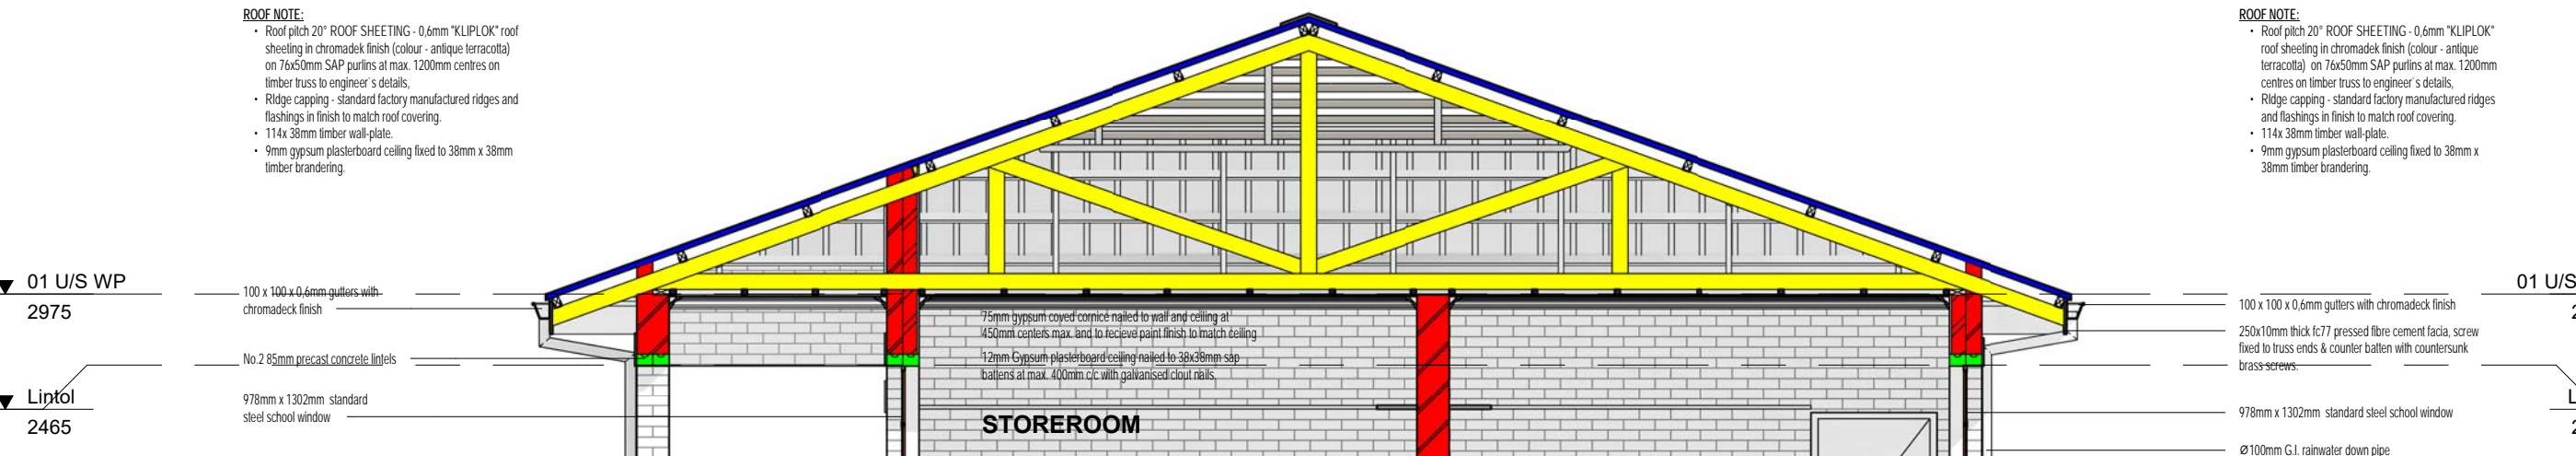 ROOF NOTE:
• Roof pitch 20° ROOF SHEETING - 0,6mm "KLIPLOK" roof
sheeting in chromadek finish (colour - antique terracotta)
on 76x50mm SAP purlins at max. 1200mm centres on
timber truss to engineer`s details,
• RIdge capping - standard factory manufactured ridges and
flashings in finish to match roof covering.
• 114x 38mm timber wall-plate.
• 9mm gypsum plasterboard ceiling fixed to 38mm x 38mm
timber brandering.
01 U/S WP
2975
Lintol
2465
100 x 100 x 0,6mm gutters with
chromadeck finish
No.2 85mm precast concrete lintels
978mm x 1302mm standard
steel school window
75mm gypsum coved cornice nailed to wall and ceiling at
450mm centers max. and to recieve paint finish to match ceiling
12mm Gypsum plasterboard ceiling nailed to 38x38mm sap
battens at max. 400mm c/c with galvanised clout nails.
STOREROOM
ROOF NOTE:
• Roof pitch 20° ROOF SHEETING - 0,6mm "KLIPLOK"
roof sheeting in chromadek finish (colour - antique
terracotta) on 76x50mm SAP purlins at max. 1200mm
centres on timber truss to engineer`s details,
• RIdge capping - standard factory manufactured ridges
and flashings in finish to match roof covering.
• 114x 38mm timber wall-plate.
• 9mm gypsum plasterboard ceiling fixed to 38mm x
38mm timber brandering.
100 x 100 x 0,6mm gutters with chromadeck finish
250x10mm thick fc77 pressed fibre cement facia, screw
fixed to truss ends & counter batten with countersunk
brass screws.
978mm x 1302mm standard steel school window
Ø100mm G.I. rainwater down pipe
01 U/S